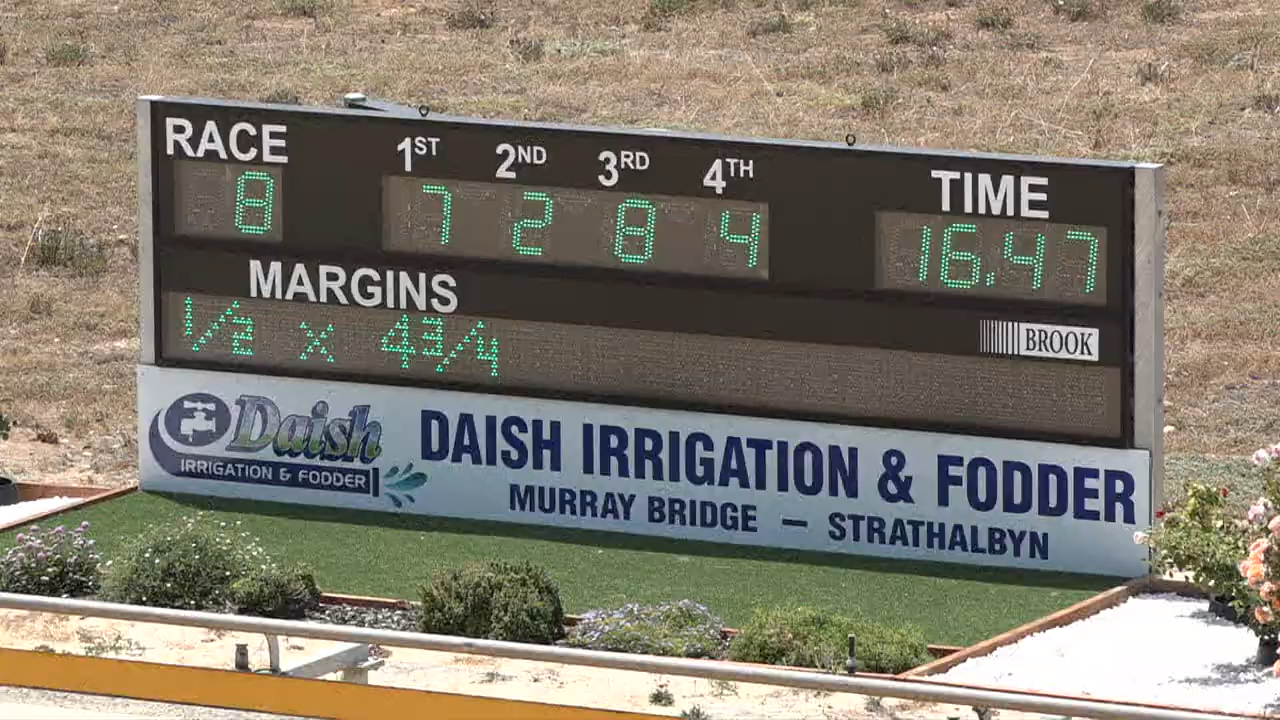 RACE 1ST 2ND 3RD 4TH TIME
8 7 2 8 4 16.47
MARGINS
1/2 x 43/4
BROOK
Daish
IRRIGATION & FODDER
DAISH IRRIGATION & FODDER
MURRAY BRIDGE — STRATHALBYN